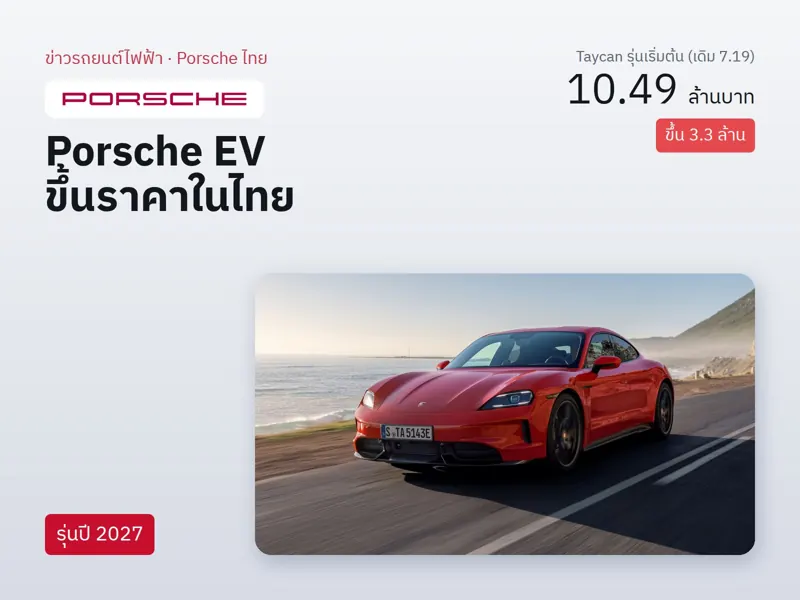 ข่าวรถยนต์ไฟฟ้า · Porsche ไทย
PORSCHE
Porsche EV
ขึ้นราคาในไทย
Taycan รุ่นเริ่มต้น (เดิม 7.19)
10.49 ล้านบาท
ขึ้น 3.3 ล้าน
S TA 5143E
รุ่นปี 2027